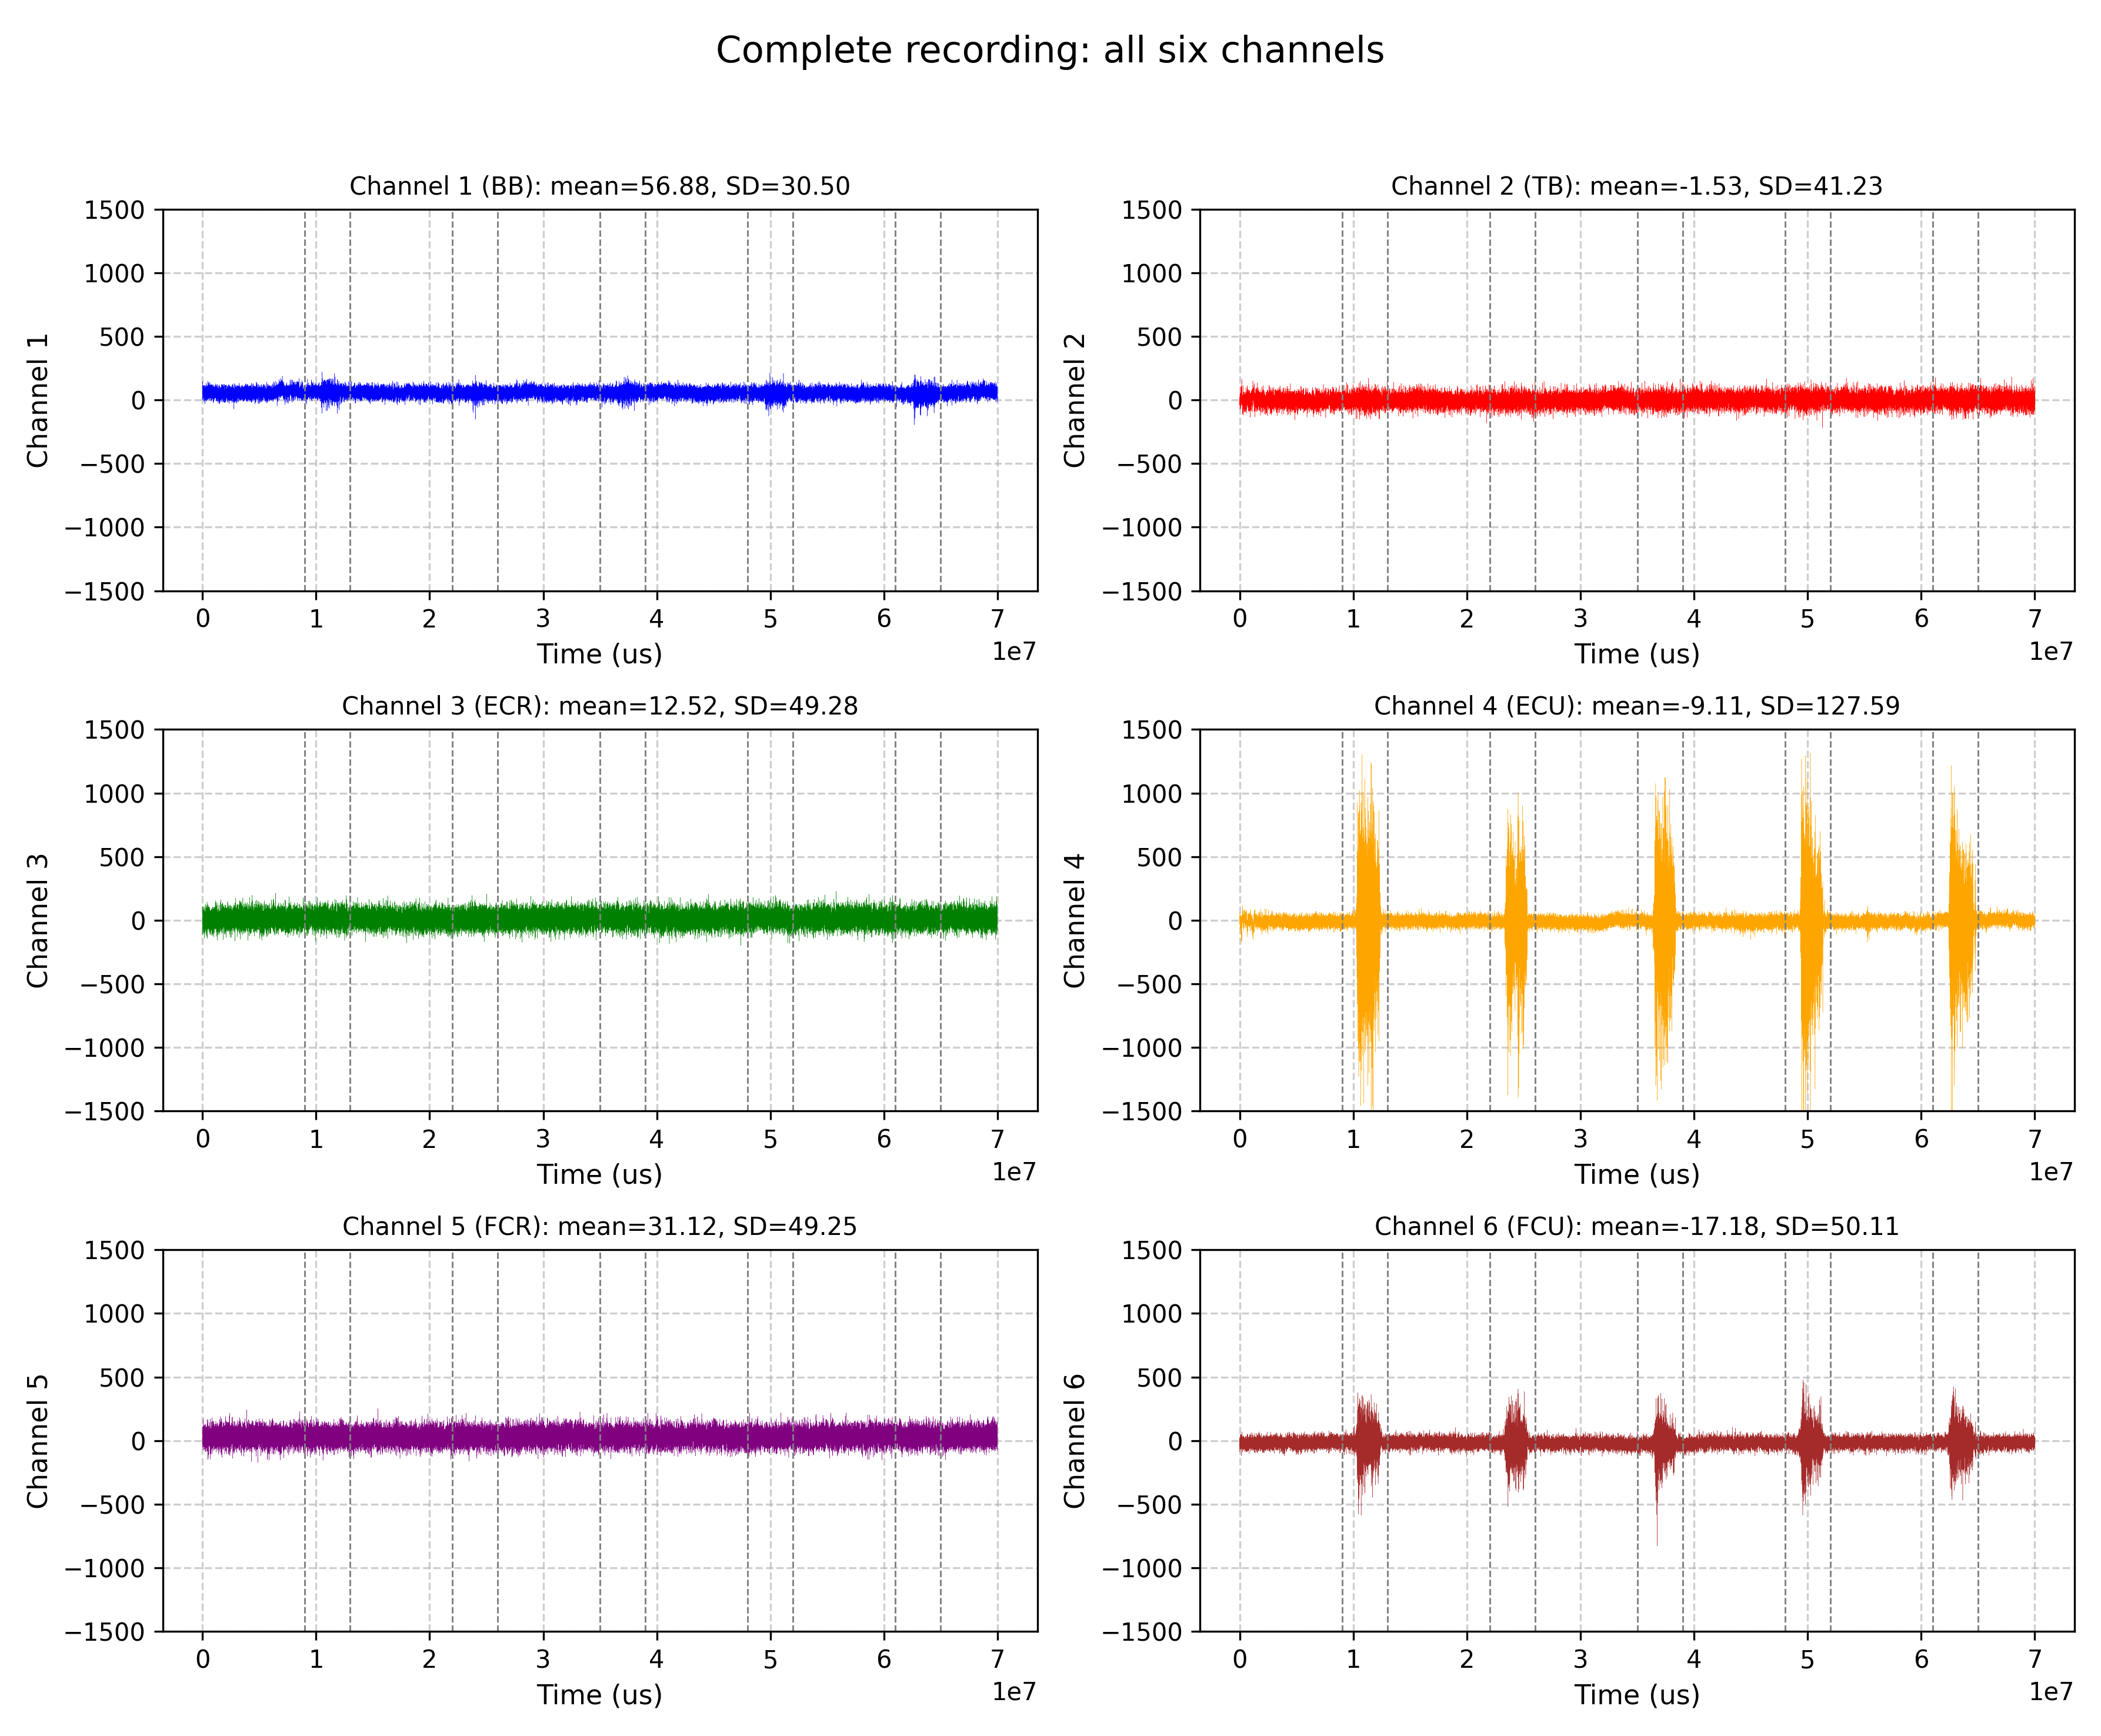 Complete recording: all six channels
Channel 1 (BB): mean=56.88, SD=30.50
1500
1000
500
0
−500
−1000
−1500
Channel 1
0 1 2 3 4 5 6 7
Time (us)
1e7
Channel 2 (TB): mean=-1.53, SD=41.23
1500
1000
500
0
−500
−1000
−1500
Channel 2
0 1 2 3 4 5 6 7
Time (us)
1e7
Channel 3 (ECR): mean=12.52, SD=49.28
1500
1000
500
0
−500
−1000
−1500
Channel 3
0 1 2 3 4 5 6 7
Time (us)
1e7
Channel 4 (ECU): mean=-9.11, SD=127.59
1500
1000
500
0
−500
−1000
−1500
Channel 4
0 1 2 3 4 5 6 7
Time (us)
1e7
Channel 5 (FCR): mean=31.12, SD=49.25
1500
1000
500
0
−500
−1000
−1500
Channel 5
0 1 2 3 4 5 6 7
Time (us)
1e7
Channel 6 (FCU): mean=-17.18, SD=50.11
1500
1000
500
0
−500
−1000
−1500
Channel 6
0 1 2 3 4 5 6 7
Time (us)
1e7